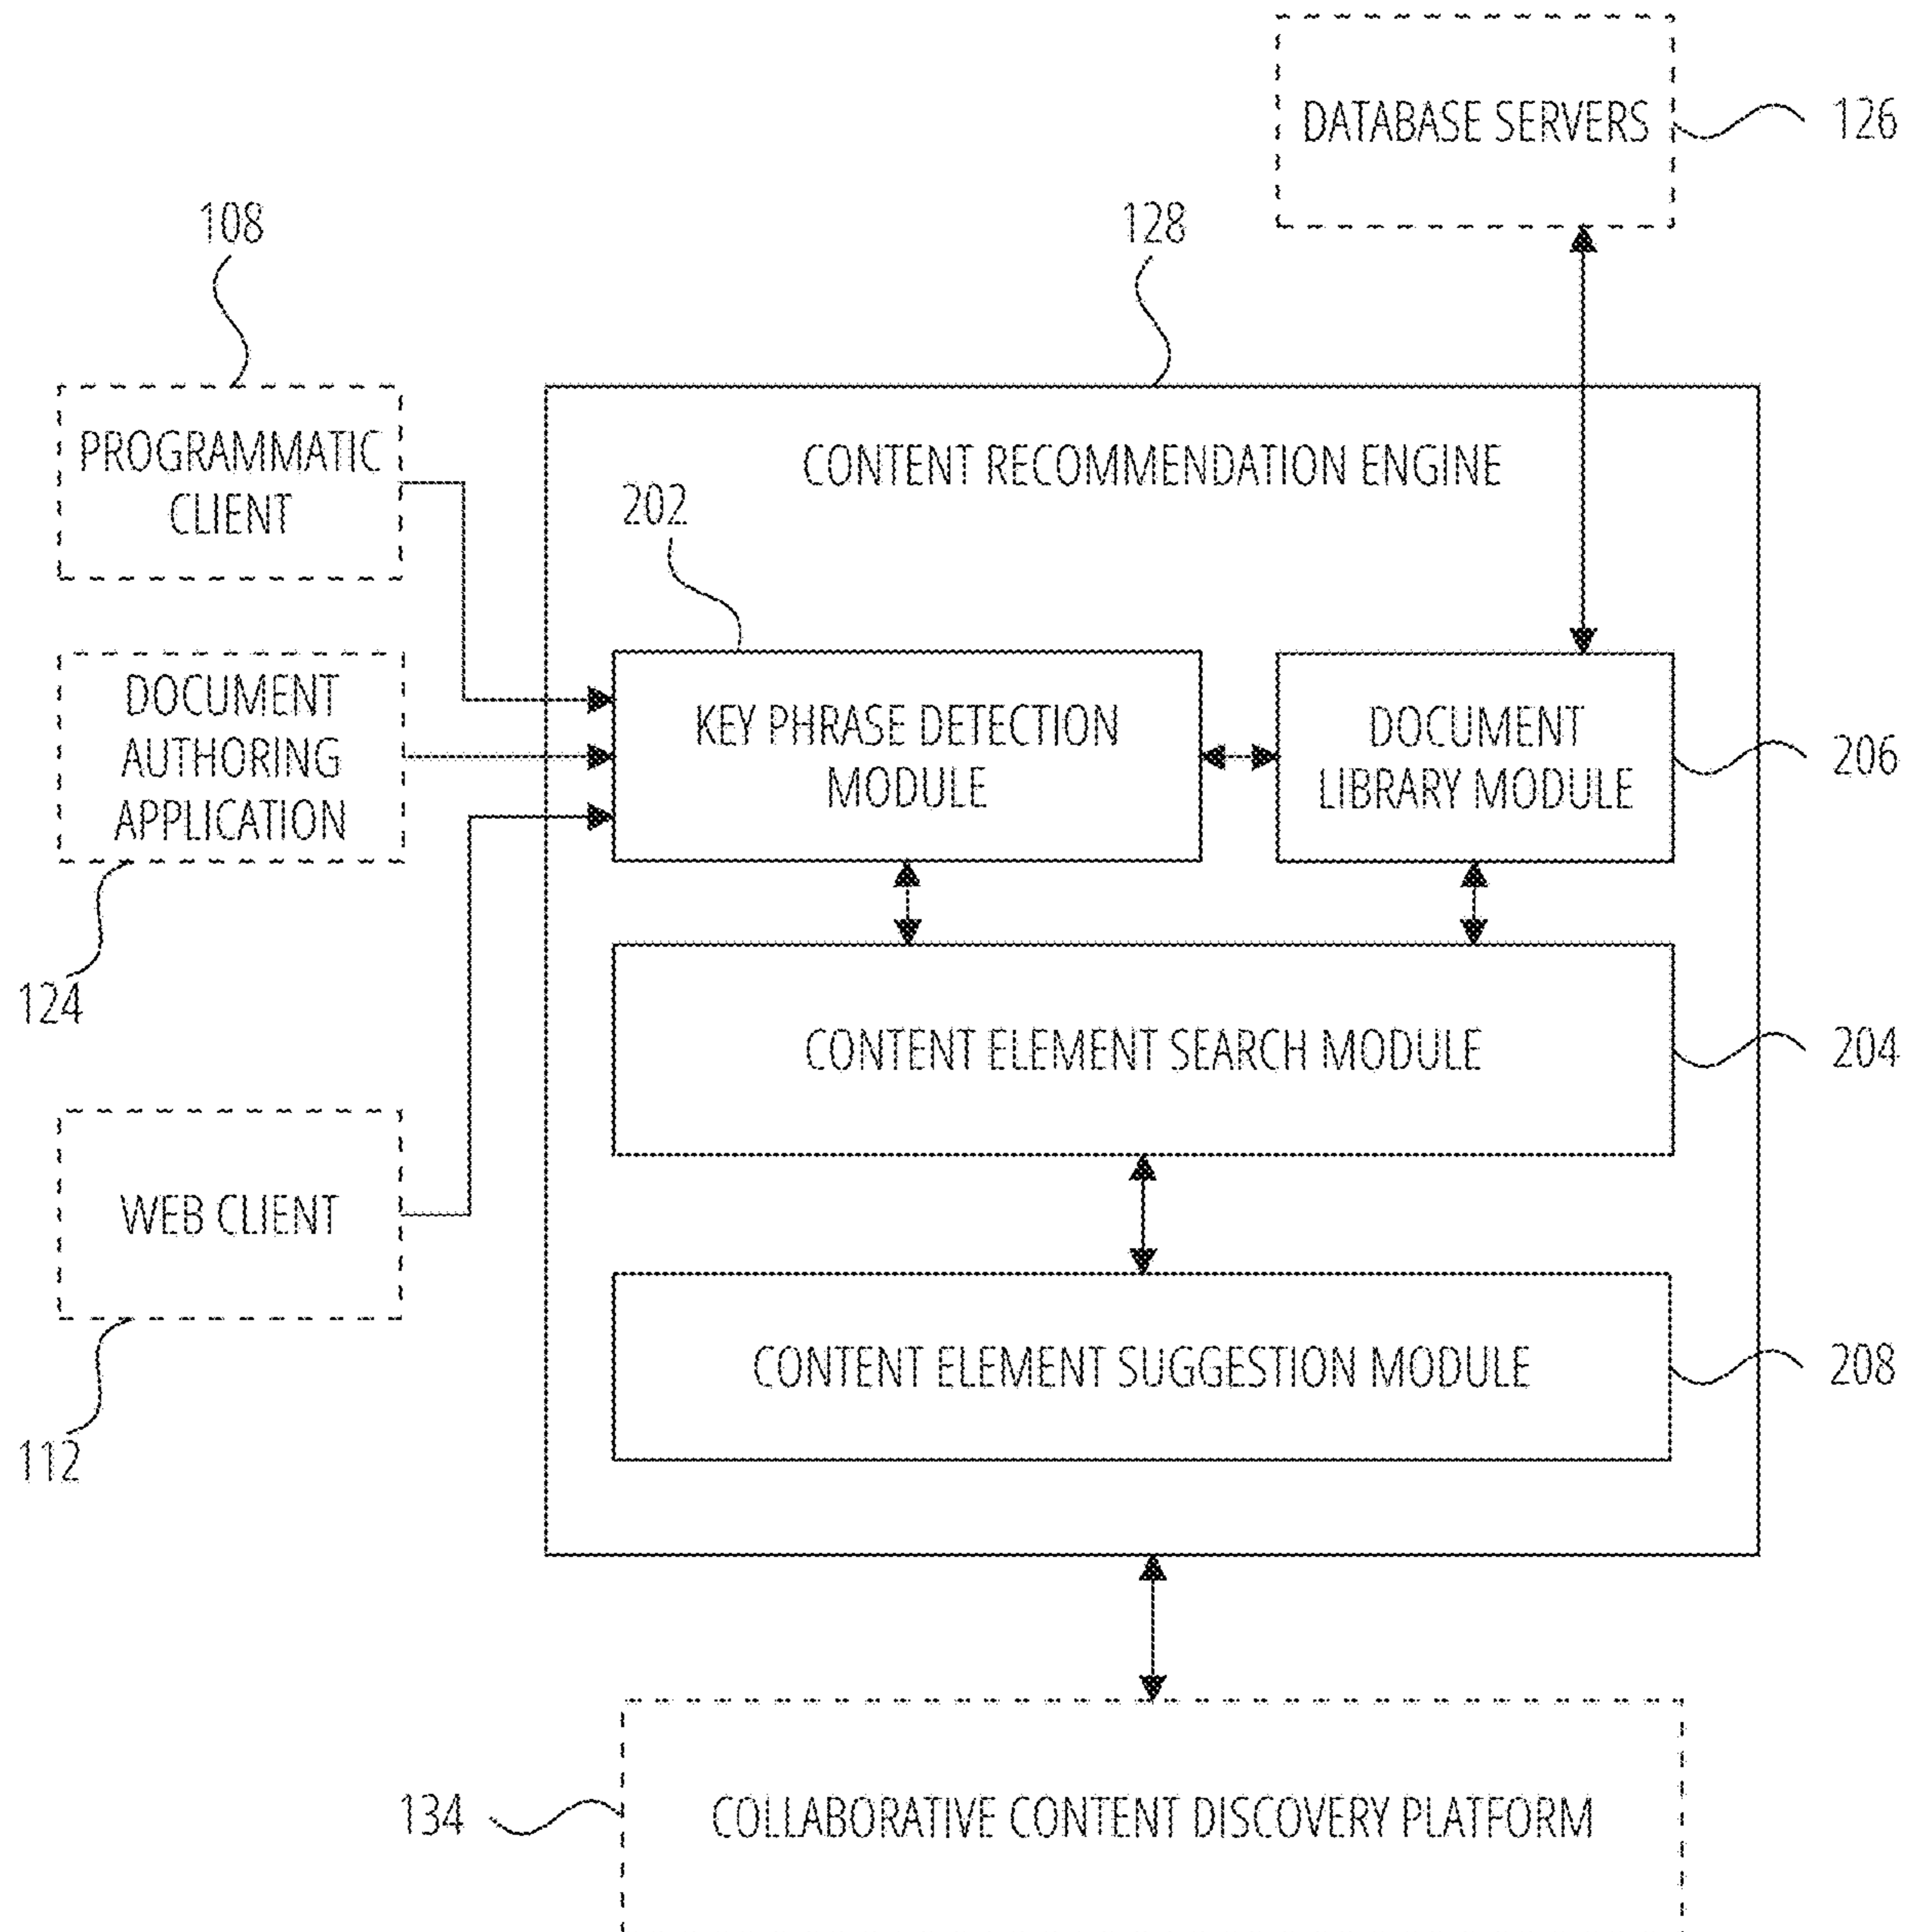 DATABASE SERVERS
126
108
128
PROGRAMMATIC
CLIENT
CONTENT RECOMMENDATION ENGINE
202
DOCUMENT
AUTHORING
APPLICATION
KEY PHRASE DETECTION
MODULE
DOCUMENT
LIBRARY MODULE
206
124
CONTENT ELEMENT SEARCH MODULE
204
WEB CLIENT
CONTENT ELEMENT SUGGESTION MODULE
208
112
134
COLLABORATIVE CONTENT DISCOVERY PLATFORM